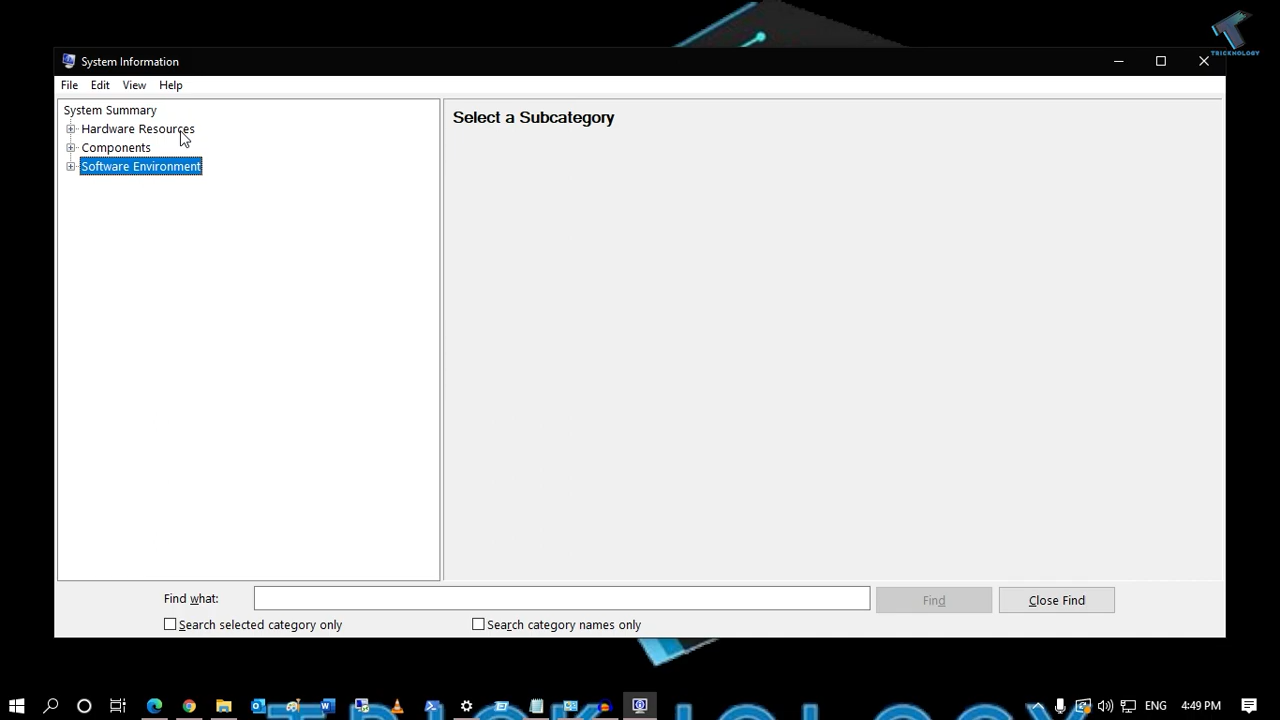 TRICKNOLOGY
System Information
File Edit View Help
System Summary
Hardware Resources
Components
Software Environment
Select a Subcategory
Find what:
Find
Close Find
Search selected category only
Search category names only
ENG
4:49 PM